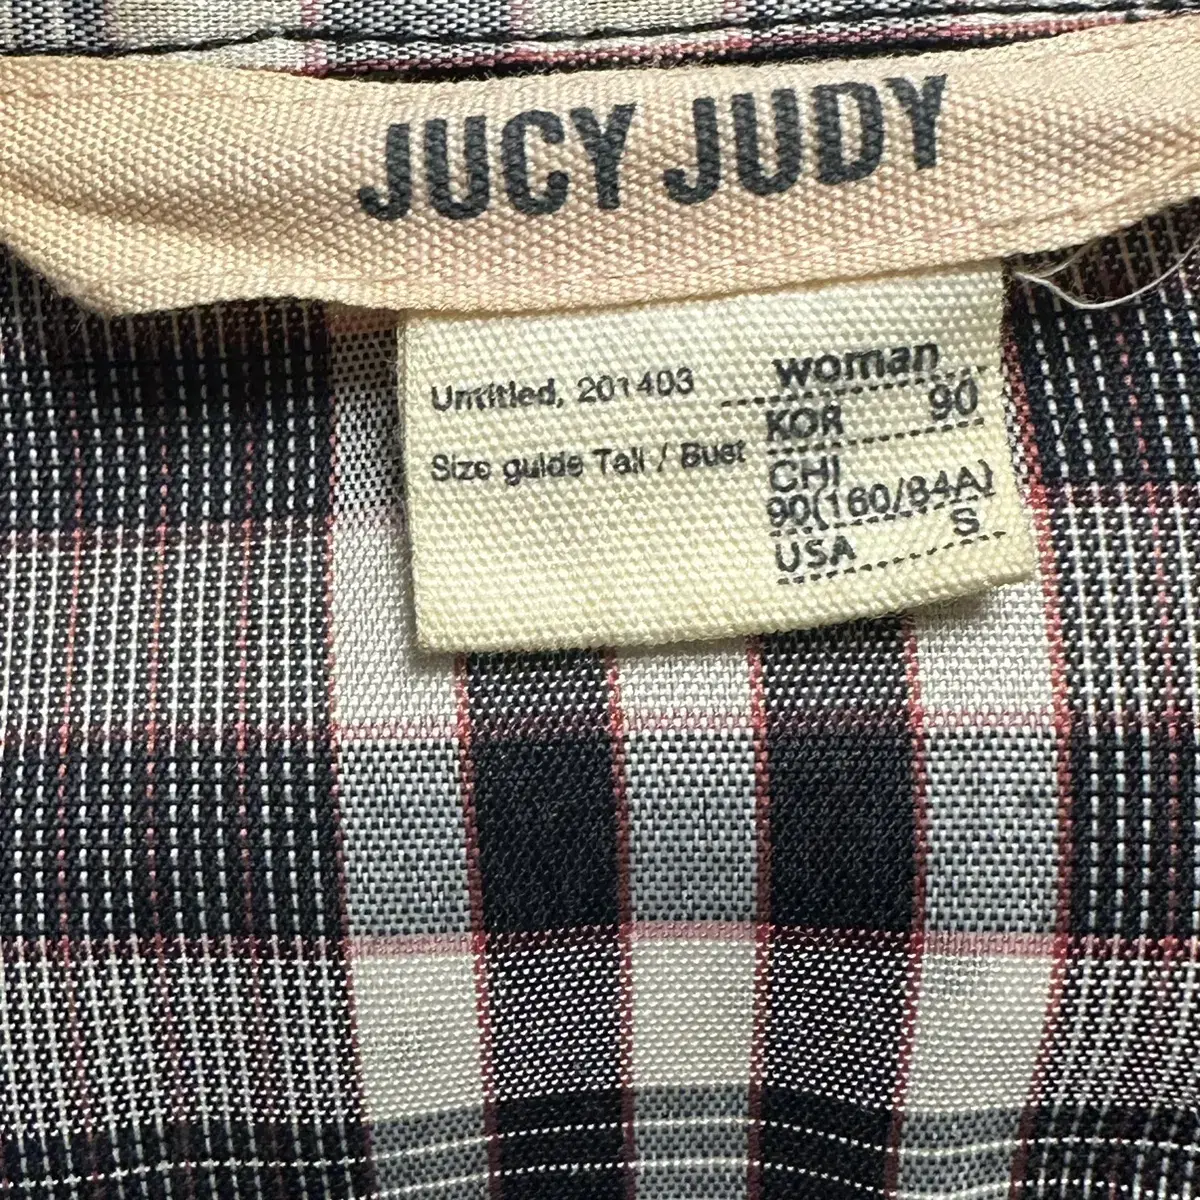 JUCY JUDY
Untitled, 201403
Size guide Tall / Bust
woman
KOR 90
CHI
90(160/84A)
USA S